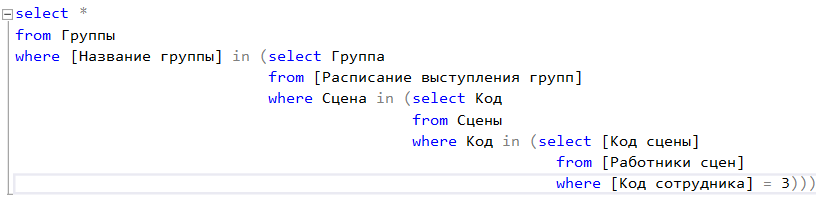 select *
from Группы
where [Название группы] in (select Группа
from [Расписание выступления групп]
where Сцена in (select Код
from Сцены
where Код in (select [Код сцены]
from [Работники сцен]
where [Код сотрудника] = 3)))